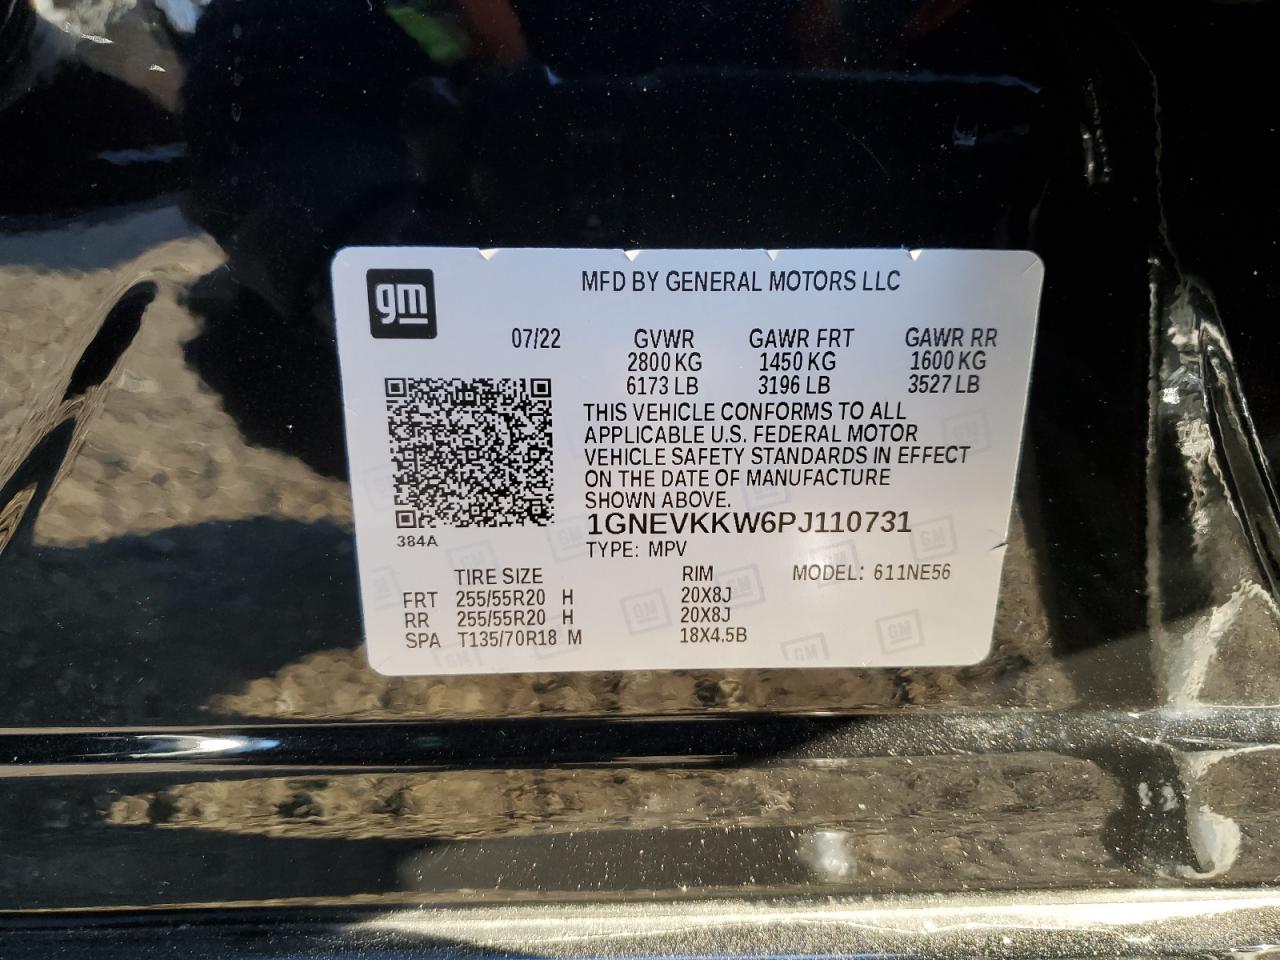 gm
MFD BY GENERAL MOTORS LLC
07/22 GVWR GAWR FRT GAWR RR
2800 KG 1450 KG 1600 KG
6173 LB 3196 LB 3527 LB
THIS VEHICLE CONFORMS TO ALL
APPLICABLE U.S. FEDERAL MOTOR
VEHICLE SAFETY STANDARDS IN EFFECT
ON THE DATE OF MANUFACTURE
SHOWN ABOVE.
1GNEVKKW6PJ110731
384A
TYPE: MPV
TIRE SIZE RIM MODEL: 611NE56
FRT 255/55R20 H 20X8J
RR 255/55R20 H 20X8J
SPA T135/70R18 M 18X4.5B